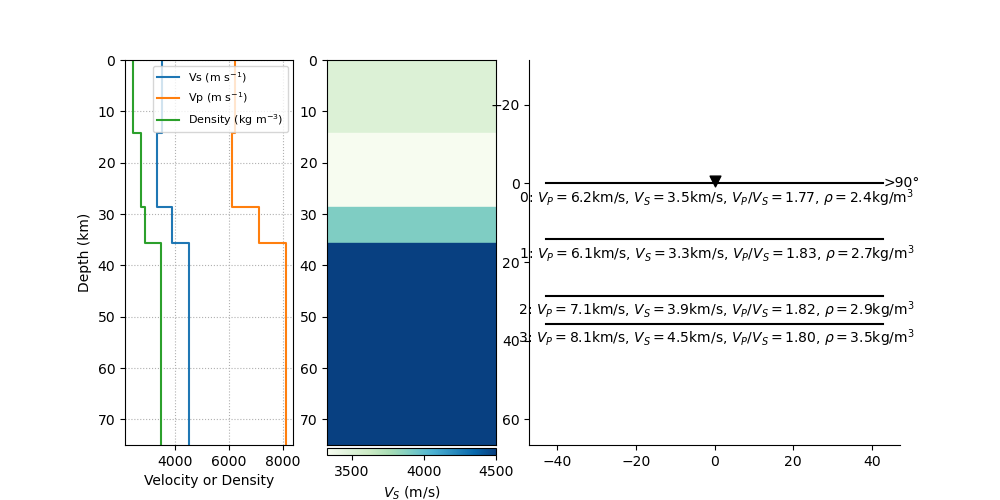 0
10
20
30
40
50
60
70
Depth (km)
Vs (m s⁻¹)
Vp (m s⁻¹)
Density (kg m⁻³)
4000 6000 8000
Velocity or Density
0
10
20
30
40
50
60
70
3500 4000 4500
V_S (m/s)
−20
0
20
40
60
>90°
0: V_P = 6.2km/s, V_S = 3.5km/s, V_P/V_S = 1.77, ρ = 2.4kg/m³
1: V_P = 6.1km/s, V_S = 3.3km/s, V_P/V_S = 1.83, ρ = 2.7kg/m³
2: V_P = 7.1km/s, V_S = 3.9km/s, V_P/V_S = 1.82, ρ = 2.9kg/m³
3: V_P = 8.1km/s, V_S = 4.5km/s, V_P/V_S = 1.80, ρ = 3.5kg/m³
−40 −20 0 20 40